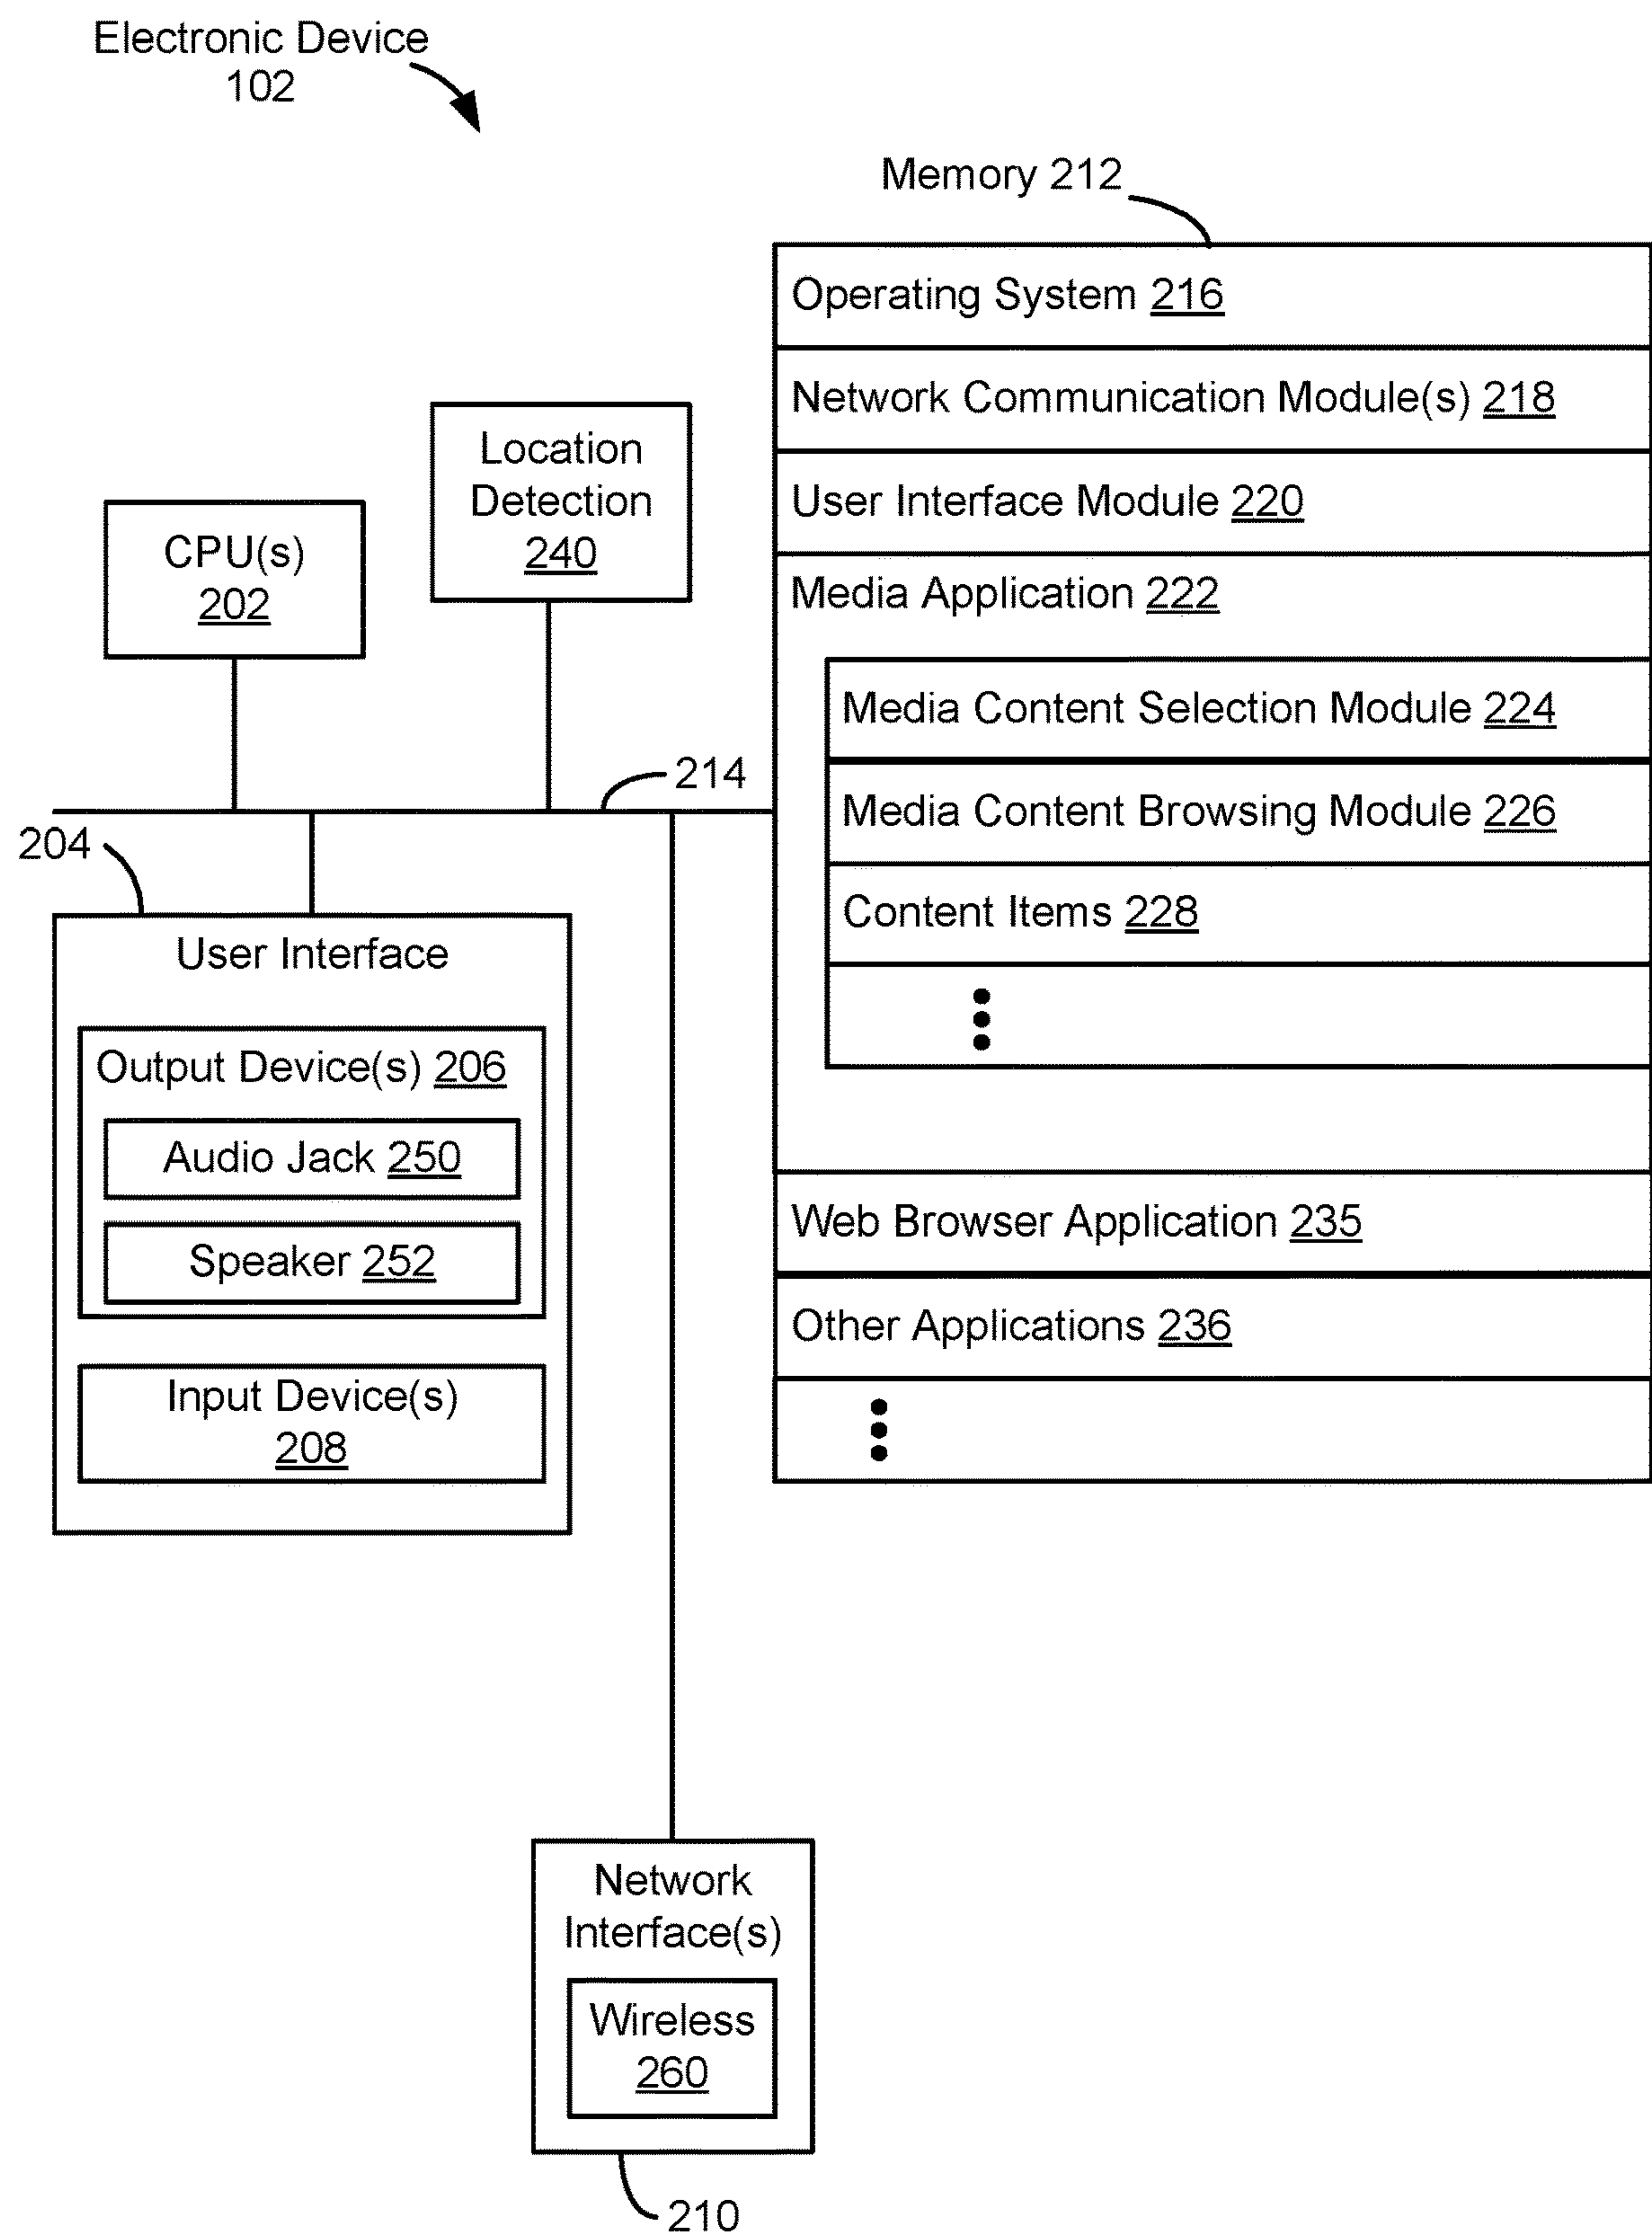 Electronic Device
102
Memory 212
Operating System 216
Network Communication Module(s) 218
User Interface Module 220
Media Application 222
Media Content Selection Module 224
Media Content Browsing Module 226
Content Items 228
Web Browser Application 235
Other Applications 236
Location
Detection
240
CPU(s)
202
214
204
User Interface
Output Device(s) 206
Audio Jack 250
Speaker 252
Input Device(s)
208
Network
Interface(s)
Wireless
260
210